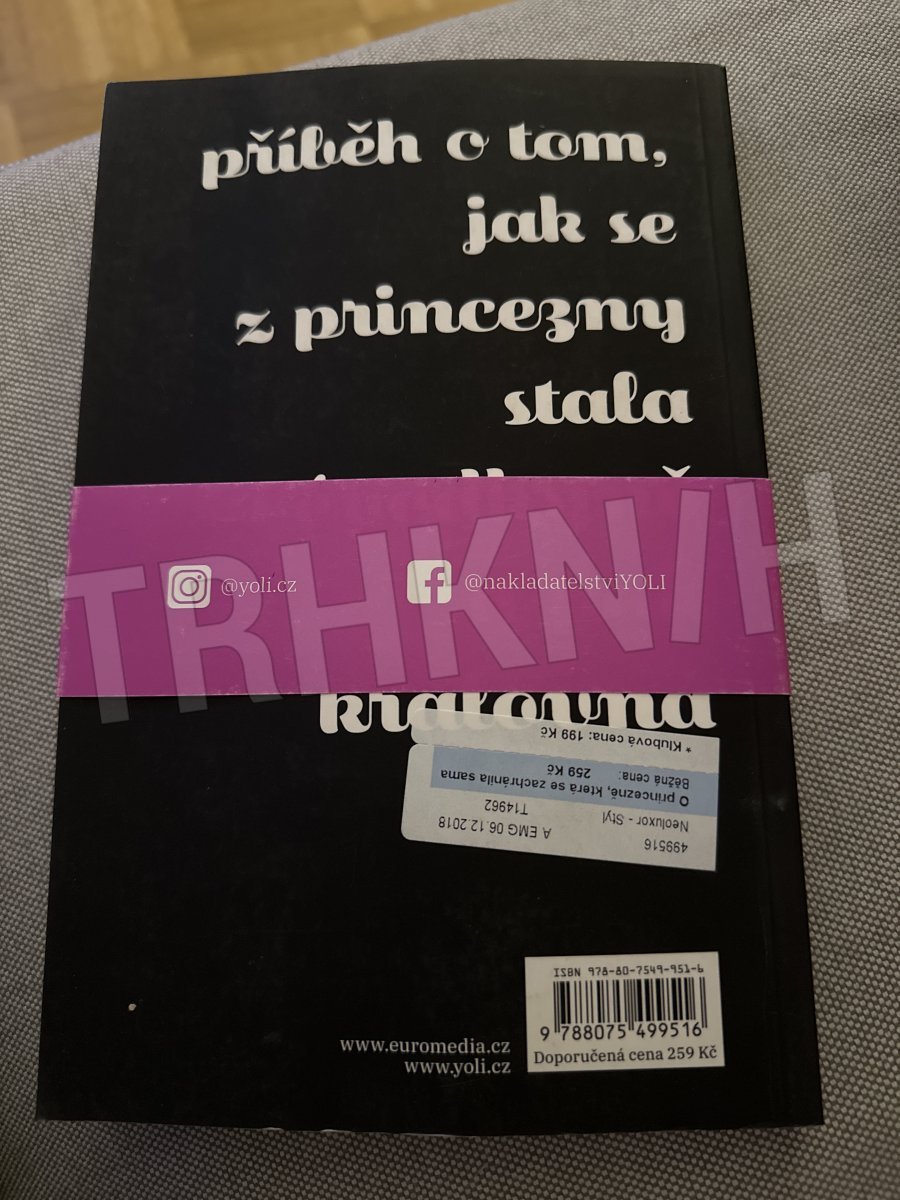 příběh o tom,
jak se
z princezny
stala
@yoli.cz
@nakladatelstviYOLI
TRHKNIH
královna
* Klubová cena: 199 Kč
Běžná cena: 259 Kč
O princezně, která se zachránila sama
Neoluxor - Styl T14962
499516 A EMG 06.12.2018
ISBN 978-80-7549-951-6
9 788075 499516
Doporučená cena 259 Kč
www.euromedia.cz
www.yoli.cz